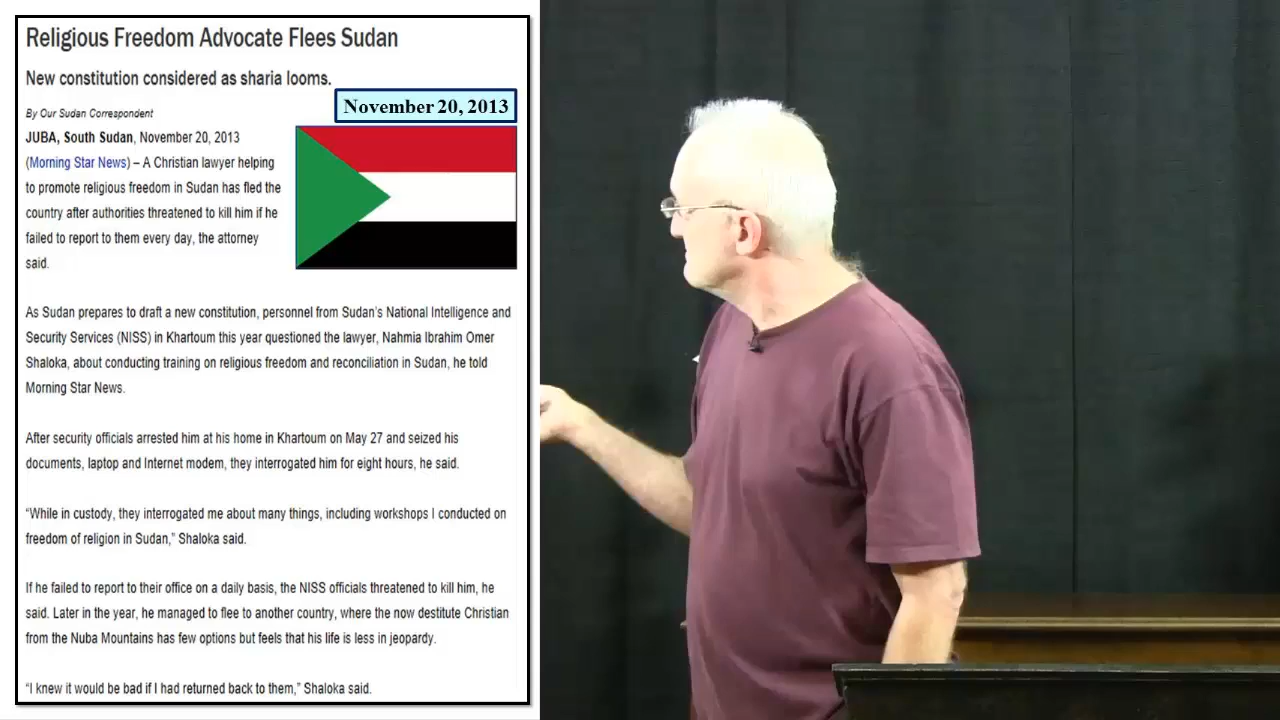 Religious Freedom Advocate Flees Sudan
New constitution considered as sharia looms.
November 20, 2013
By Our Sudan Correspondent
JUBA, South Sudan, November 20, 2013
(Morning Star News) – A Christian lawyer helping
to promote religious freedom in Sudan has fled the
country after authorities threatened to kill him if he
failed to report to them every day, the attorney
said.
As Sudan prepares to draft a new constitution, personnel from Sudan's National Intelligence and
Security Services (NISS) in Khartoum this year questioned the lawyer, Nahmia Ibrahim Omer
Shaloka, about conducting training on religious freedom and reconciliation in Sudan, he told
Morning Star News.
After security officials arrested him at his home in Khartoum on May 27 and seized his
documents, laptop and Internet modem, they interrogated him for eight hours, he said.
“While in custody, they interrogated me about many things, including workshops I conducted on
freedom of religion in Sudan,” Shaloka said.
If he failed to report to their office on a daily basis, the NISS officials threatened to kill him, he
said. Later in the year, he managed to flee to another country, where the now destitute Christian
from the Nuba Mountains has few options but feels that his life is less in jeopardy.
“I knew it would be bad if I had returned back to them,” Shaloka said.